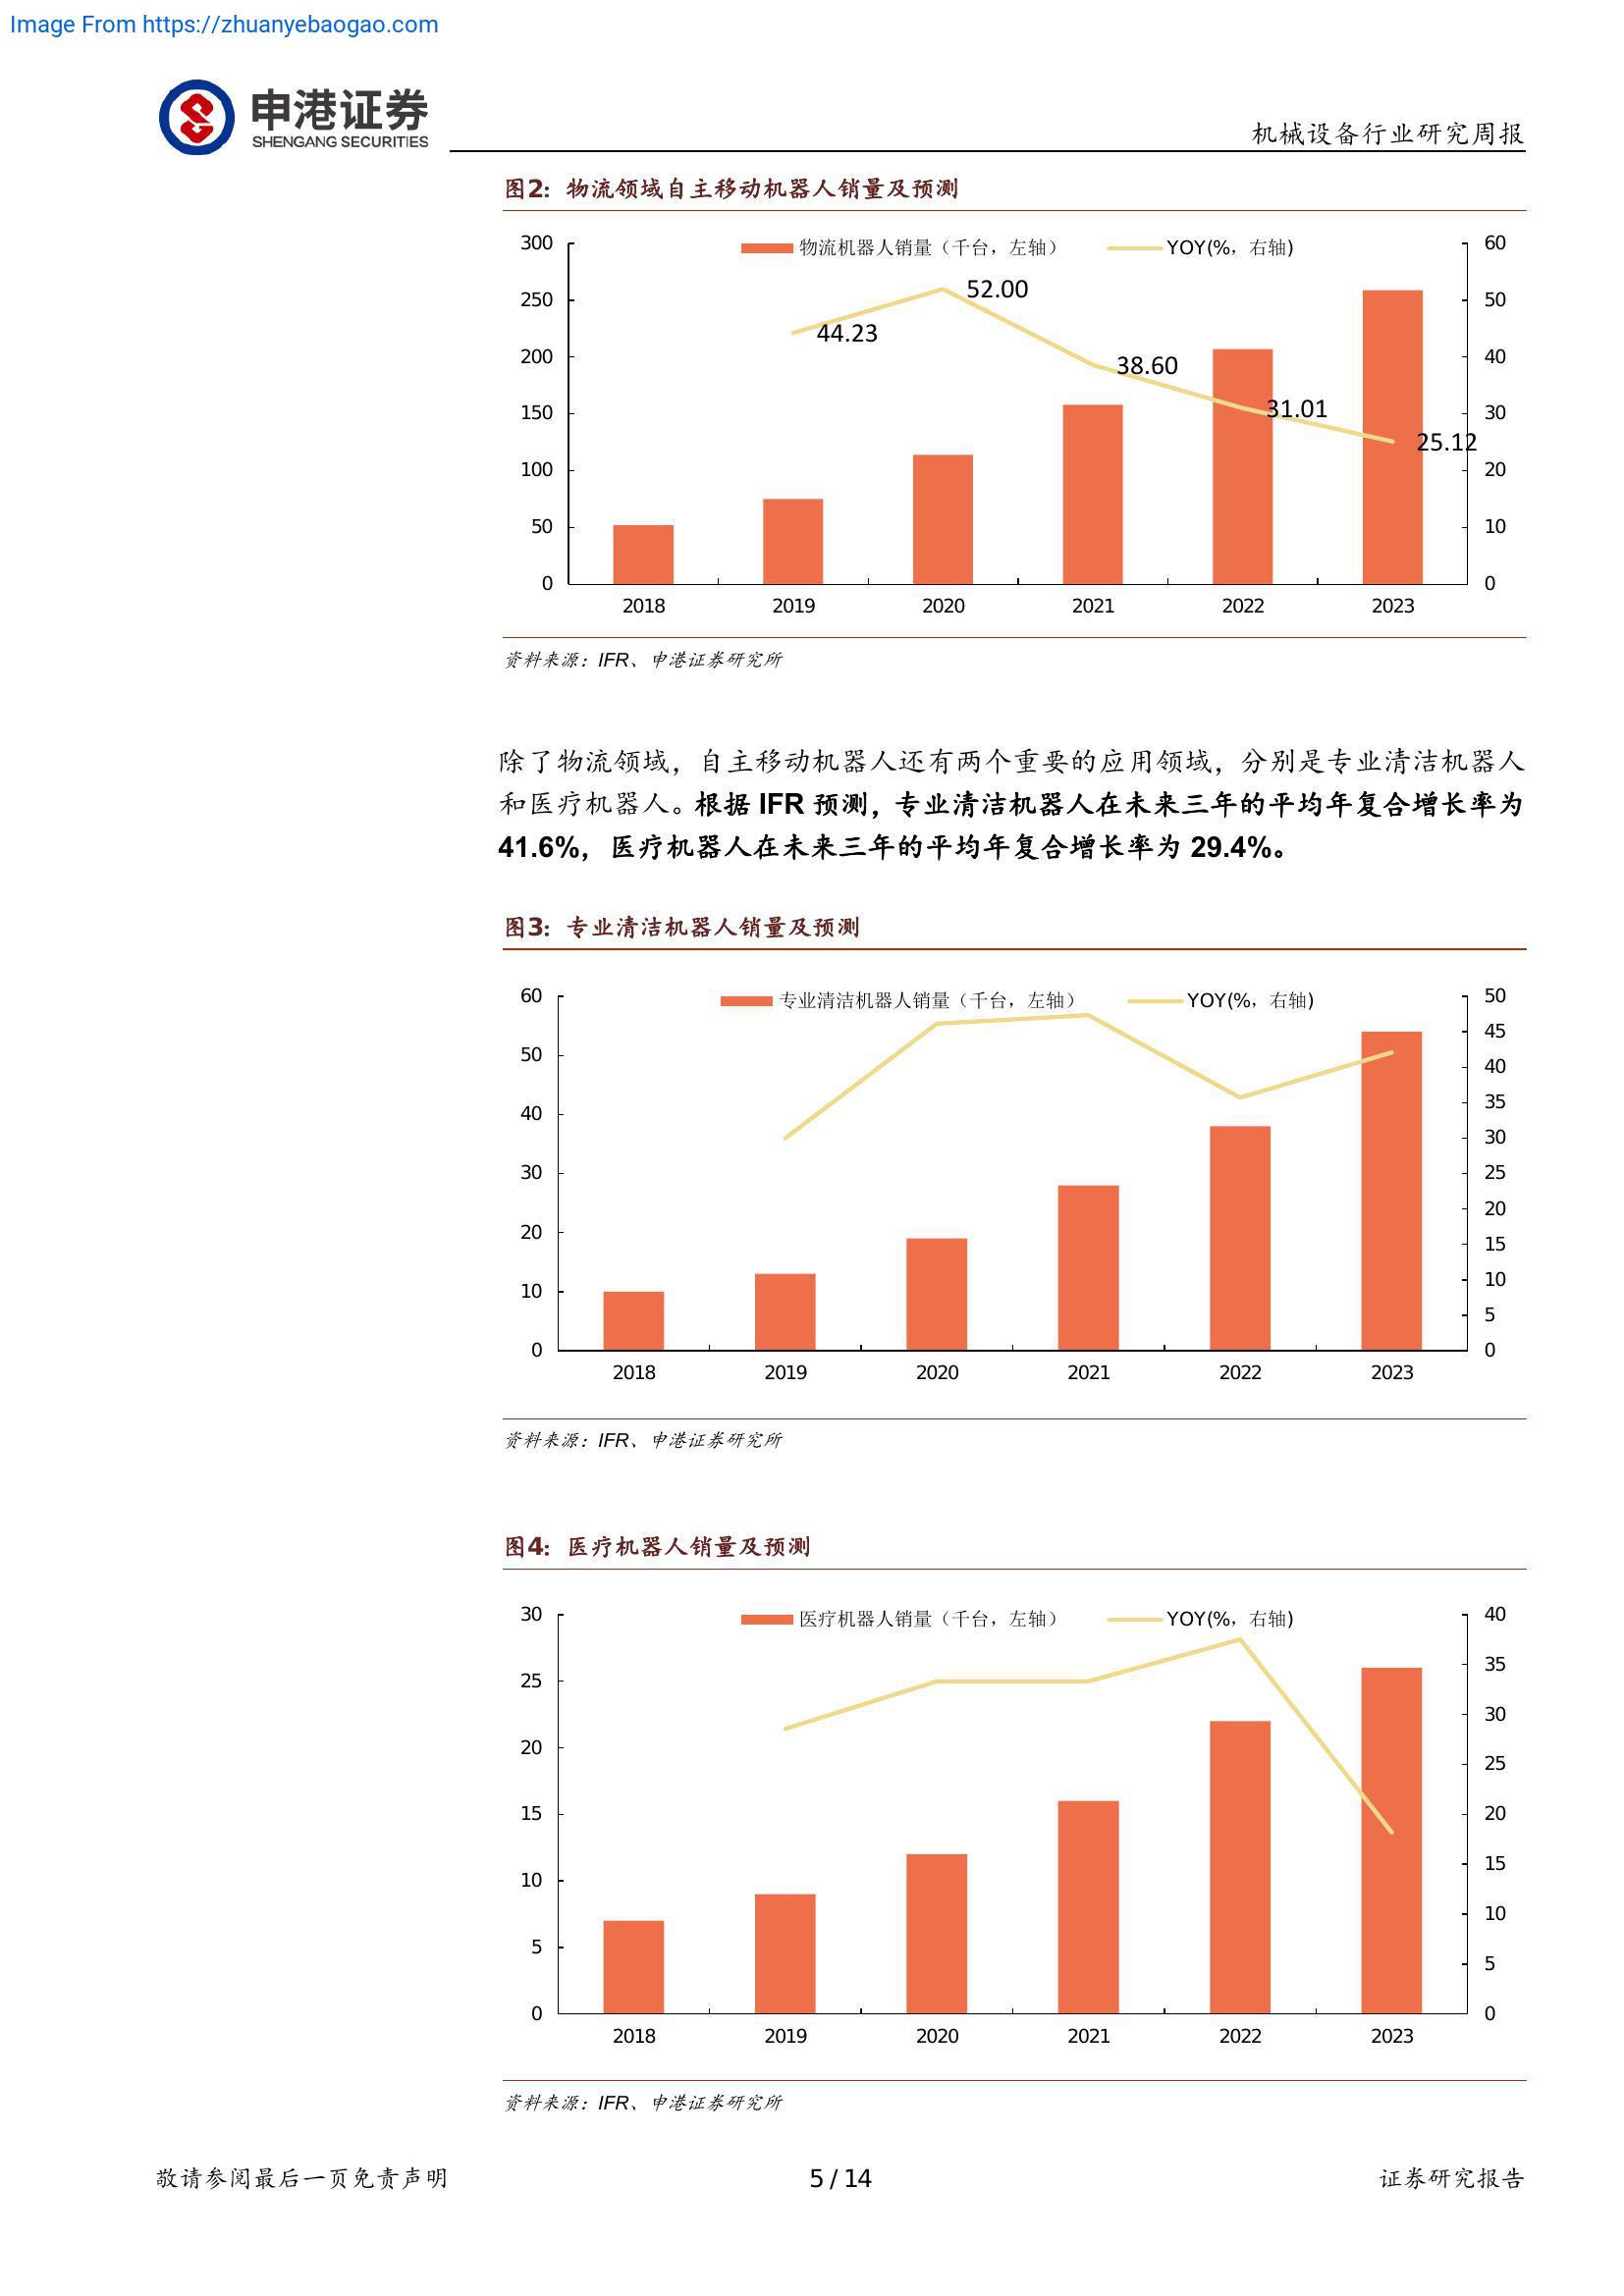 Image From https://zhuanyebaogao.com
申港证券
SHENGANG SECURITIES
机械设备行业研究周报
图2：物流领域自主移动机器人销量及预测
物流机器人销量（千台，左轴）
YOY(%，右轴)
300
250
200
150
100
50
0
60
50
40
30
20
10
0
44.23
52.00
38.60
31.01
25.12
2018 2019 2020 2021 2022 2023
资料来源：IFR、申港证券研究所
除了物流领域，自主移动机器人还有两个重要的应用领域，分别是专业清洁机器人
和医疗机器人。根据 IFR 预测，专业清洁机器人在未来三年的平均年复合增长率为
41.6%，医疗机器人在未来三年的平均年复合增长率为 29.4%。
图3：专业清洁机器人销量及预测
专业清洁机器人销量（千台，左轴）
YOY(%，右轴)
60
50
40
30
20
10
0
50
45
40
35
30
25
20
15
10
5
0
2018 2019 2020 2021 2022 2023
资料来源：IFR、申港证券研究所
图4：医疗机器人销量及预测
医疗机器人销量（千台，左轴）
YOY(%，右轴)
30
25
20
15
10
5
0
40
35
30
25
20
15
10
5
0
2018 2019 2020 2021 2022 2023
资料来源：IFR、申港证券研究所
敬请参阅最后一页免责声明
5 / 14
证券研究报告